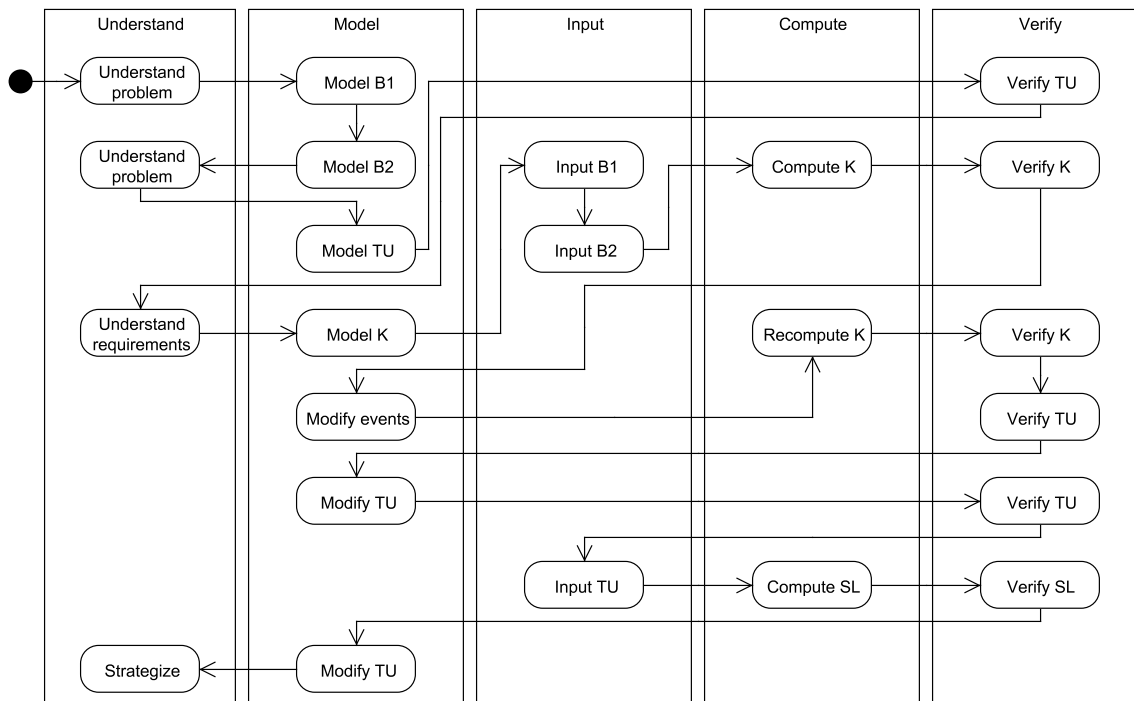 Understand
Model
Input
Compute
Verify
Understand
problem
Model B1
Verify TU
Understand
problem
Model B2
Input B1
Compute K
Verify K
Model TU
Input B2
Understand
requirements
Model K
Recompute K
Verify K
Modify events
Verify TU
Modify TU
Verify TU
Input TU
Compute SL
Verify SL
Strategize
Modify TU